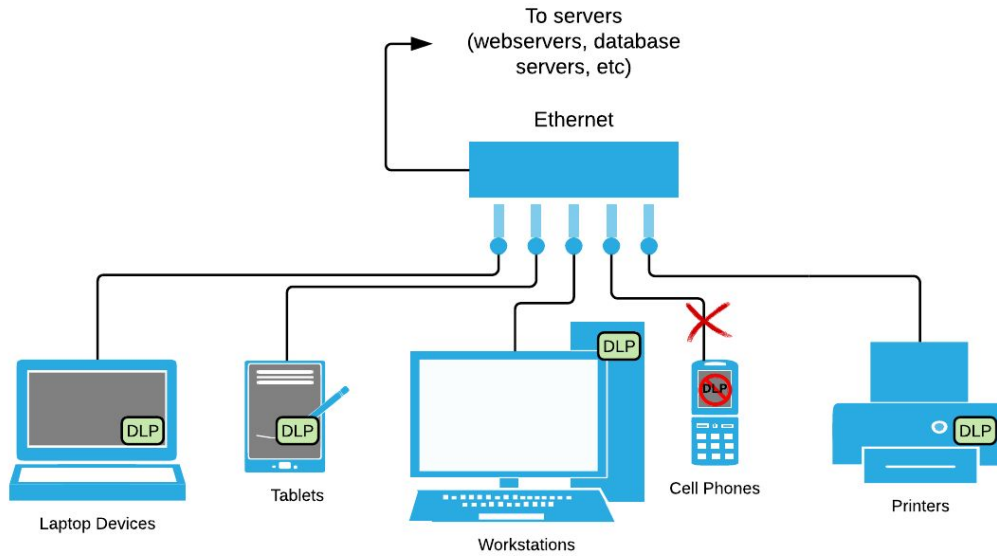 To servers
(webservers, database
servers, etc)
Ethernet
DLP
DLP
DLP
DLP
DLP
Laptop Devices
Tablets
Workstations
Cell Phones
Printers